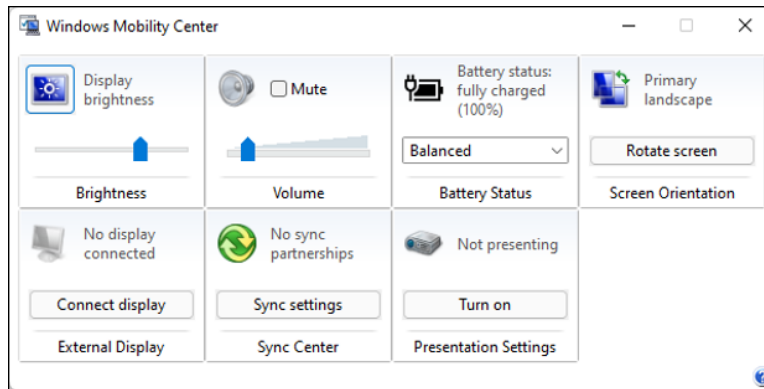 Windows Mobility Center
Display
brightness
Brightness
Mute
Volume
Battery status:
fully charged
(100%)
Balanced
Battery Status
Primary
landscape
Rotate screen
Screen Orientation
No display
connected
Connect display
External Display
No sync
partnerships
Sync settings
Sync Center
Not presenting
Turn on
Presentation Settings